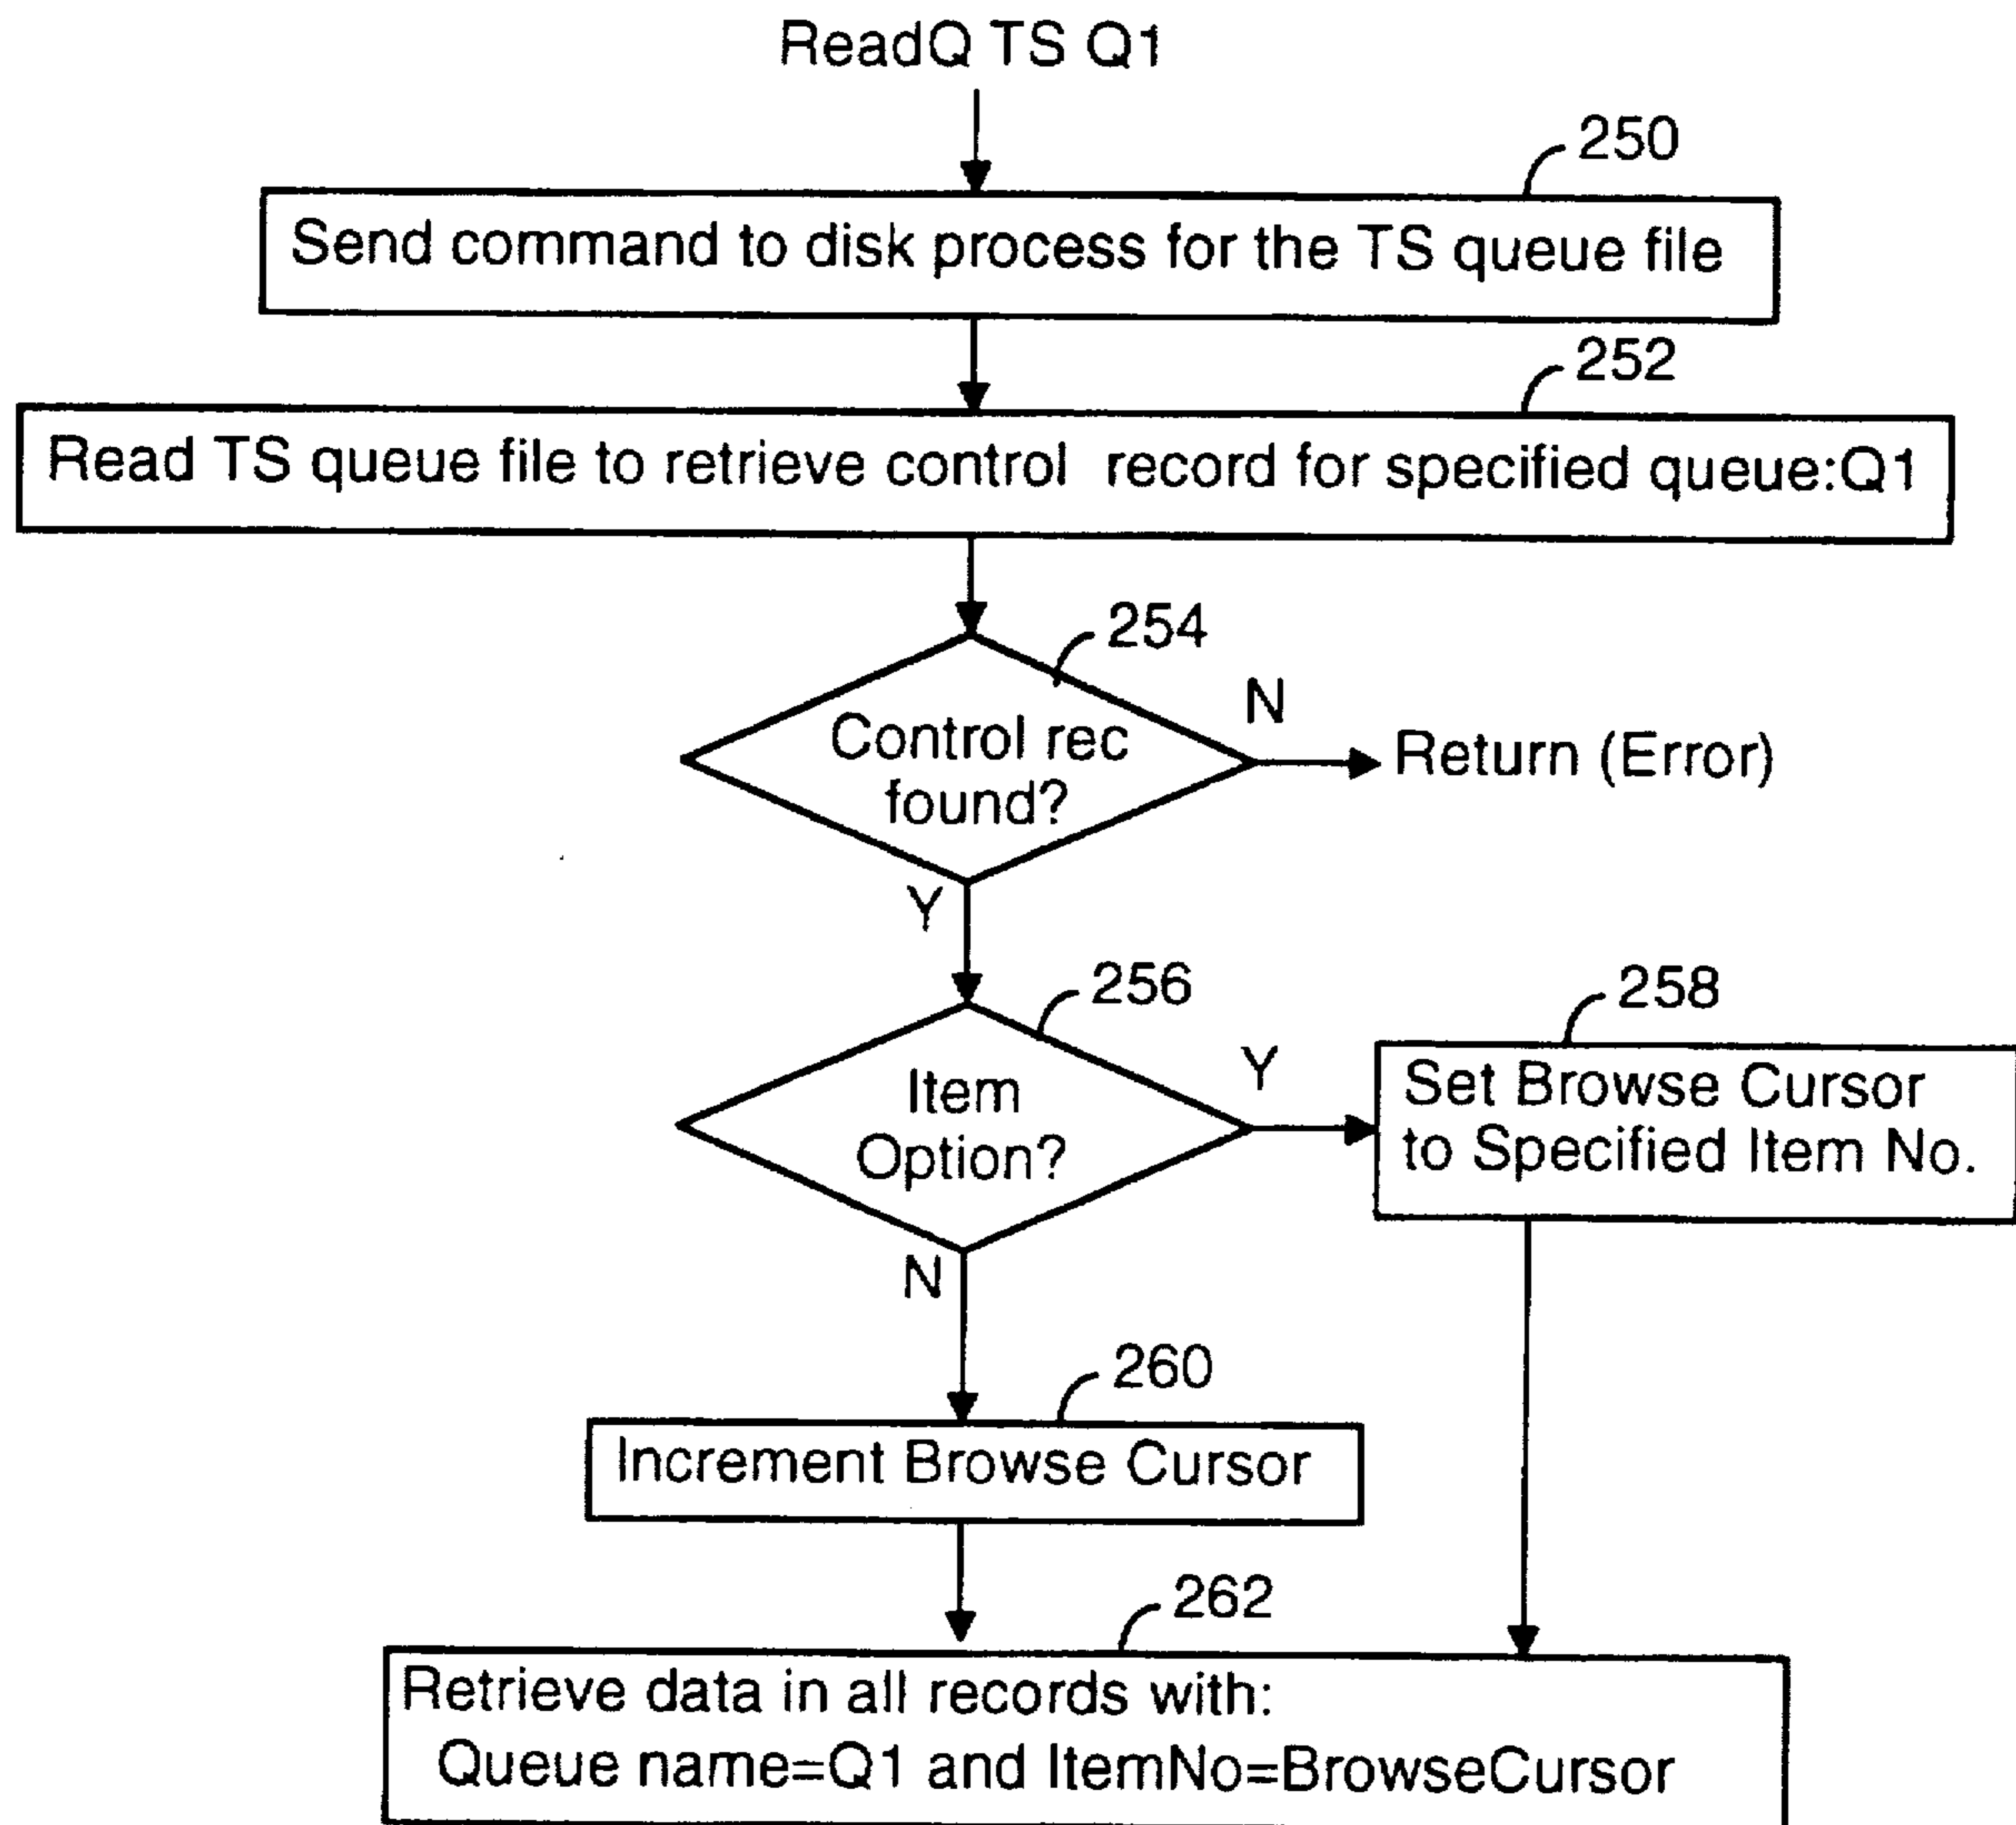 ReadQ TS Q1
250
Send command to disk process for the TS queue file
252
Read TS queue file to retrieve control record for specified queue:Q1
254
Control rec
found?
N
Return (Error)
Y
256
Item
Option?
Y
258
Set Browse Cursor
to Specified Item No.
N
260
Increment Browse Cursor
262
Retrieve data in all records with:
Queue name=Q1 and ItemNo=BrowseCursor